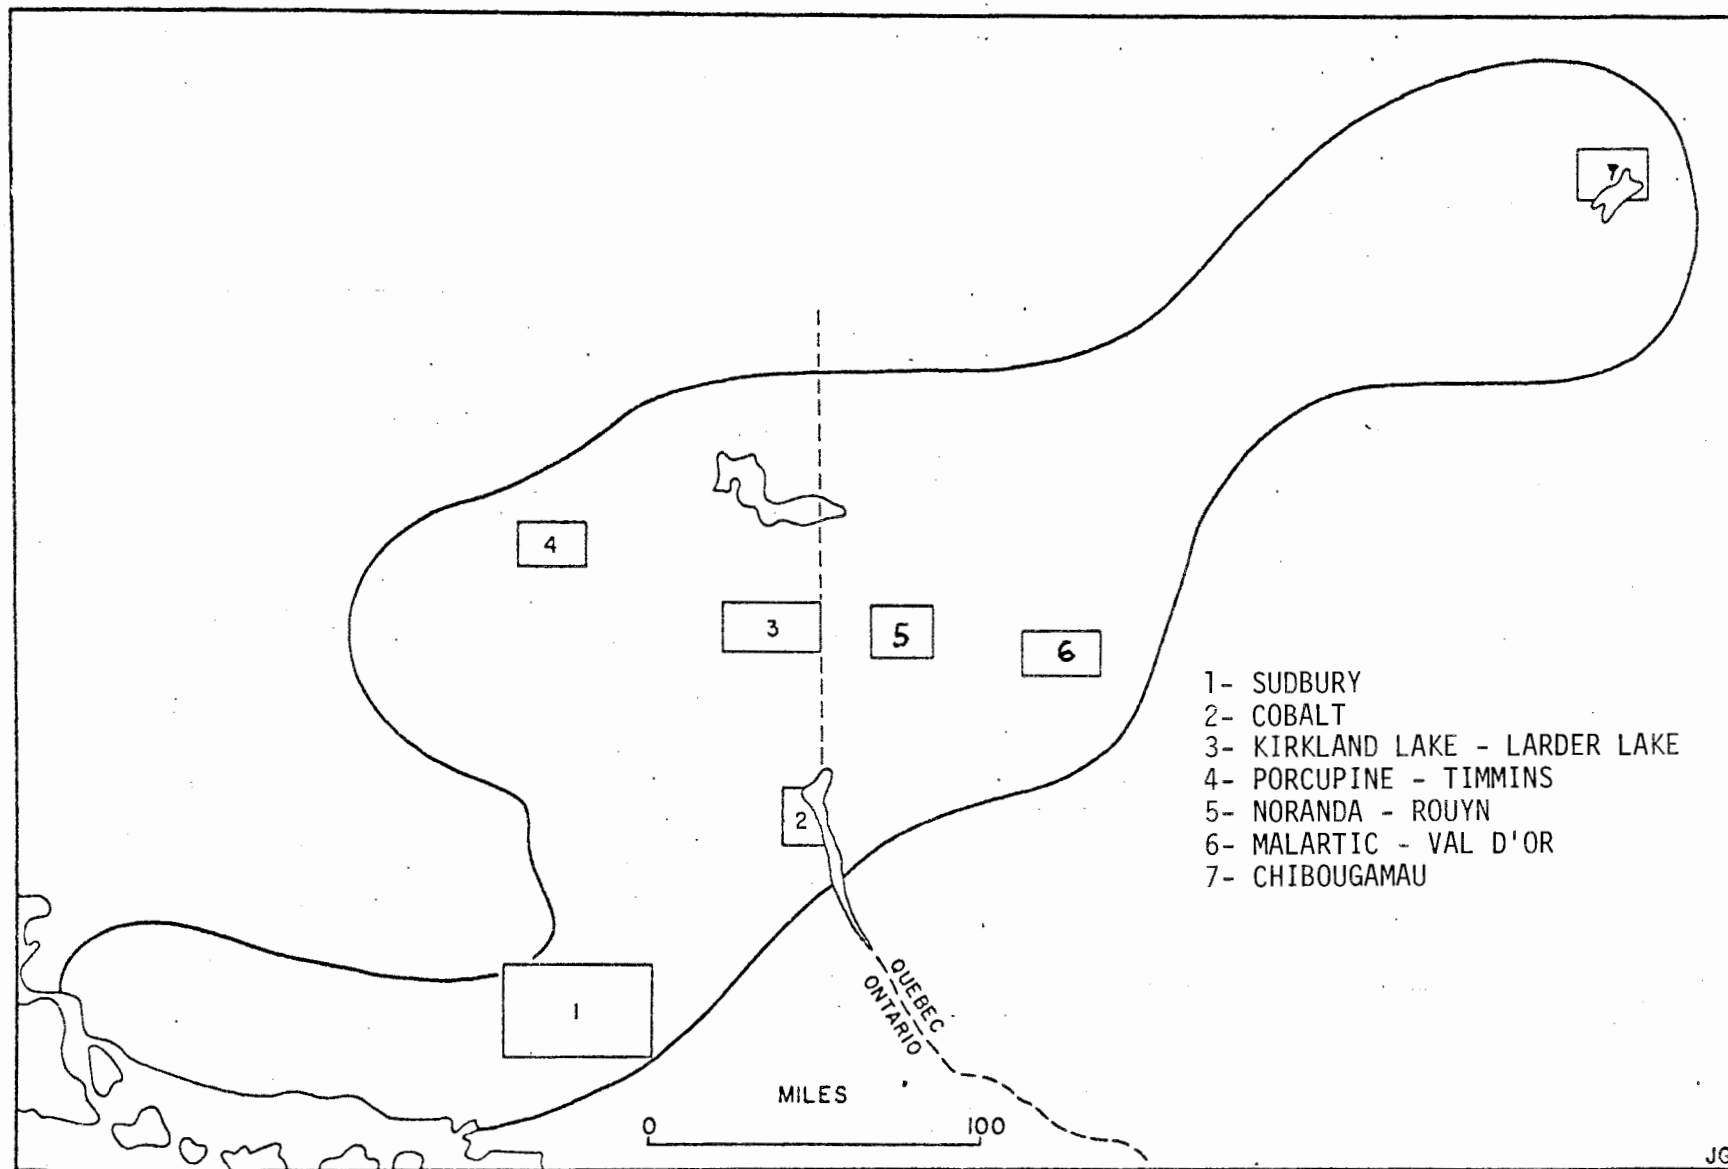 7
4
3
5
6
2
1
1- SUDBURY
2- COBALT
3- KIRKLAND LAKE - LARDER LAKE
4- PORCUPINE - TIMMINS
5- NORANDA - ROUYN
6- MALARTIC - VAL D'OR
7- CHIBOUGAMAU
QUEBEC
ONTARIO
MILES
0 100